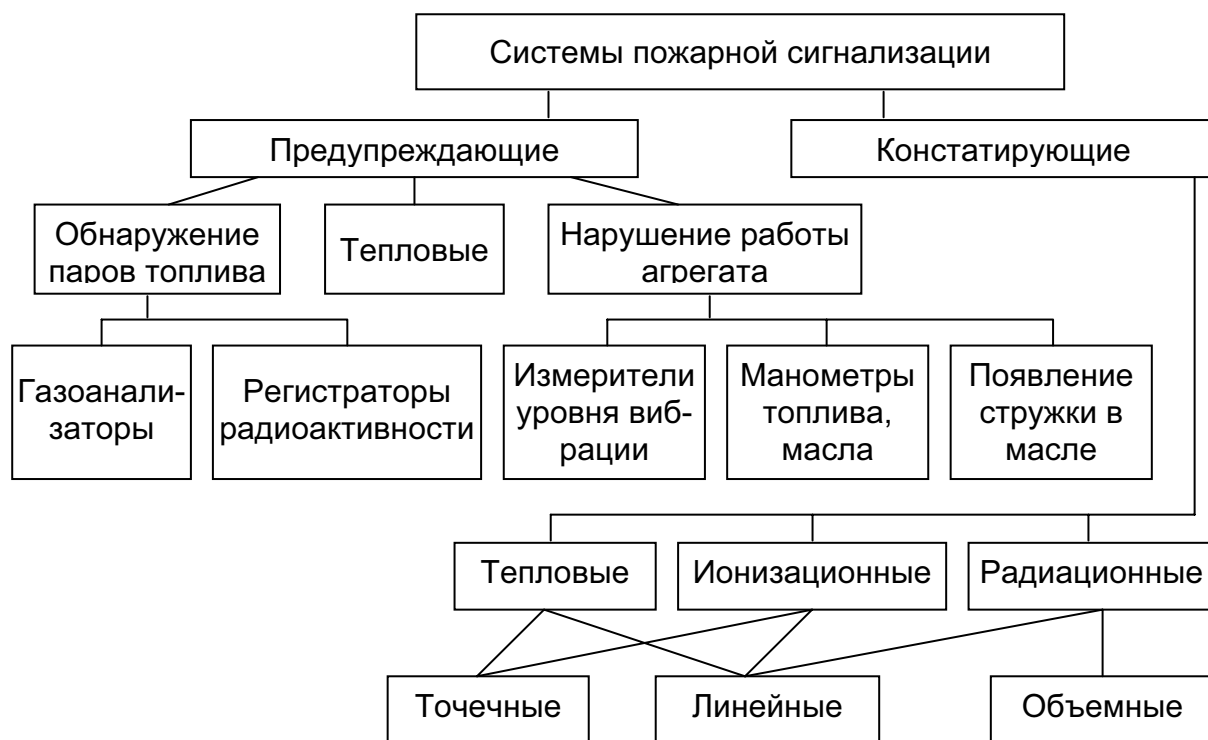 Системы пожарной сигнализации
Предупреждающие
Констатирующие
Обнаружение
паров топлива
Тепловые
Нарушение работы
агрегата
Газоанали-
заторы
Регистраторы
радиоактивности
Измерители
уровня виб-
рации
Манометры
топлива,
масла
Появление
стружки в
масле
Тепловые
Ионизационные
Радиационные
Точечные
Линейные
Объемные